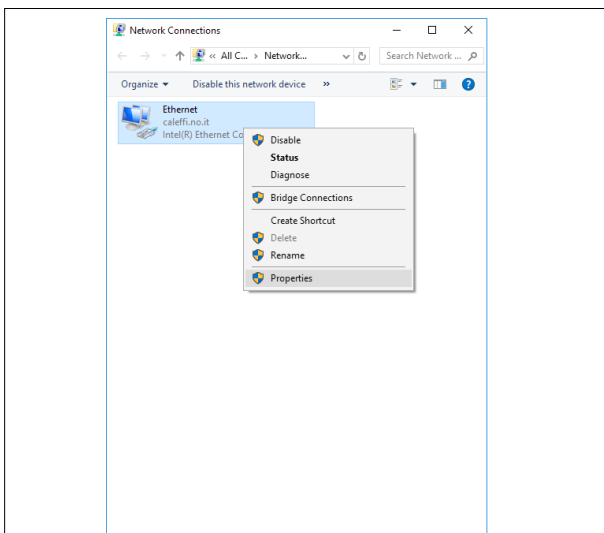 Network Connections
« All C... › Network...
Search Network ...
Organize
Disable this network device
»
Ethernet
caleffi.no.it
Intel(R) Ethernet Co
Disable
Status
Diagnose
Bridge Connections
Create Shortcut
Delete
Rename
Properties